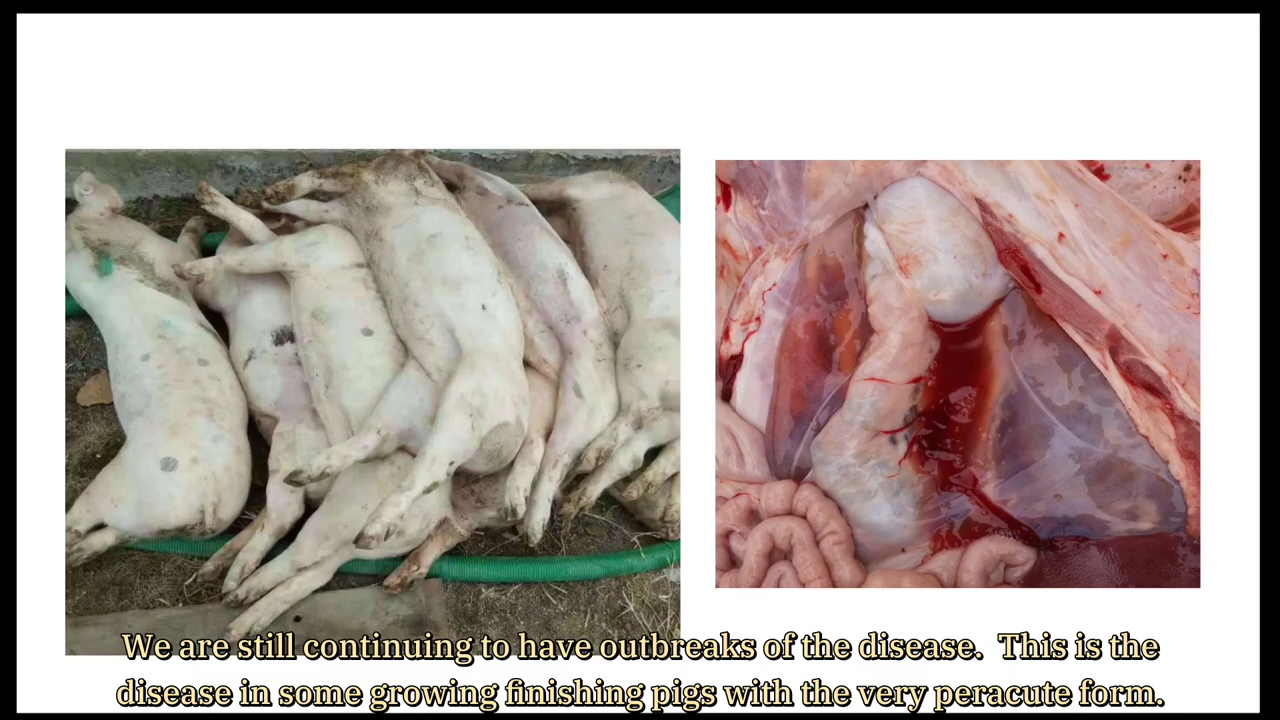 We are still continuing to have outbreaks of the disease.  This is the
disease in some growing finishing pigs with the very peracute form.